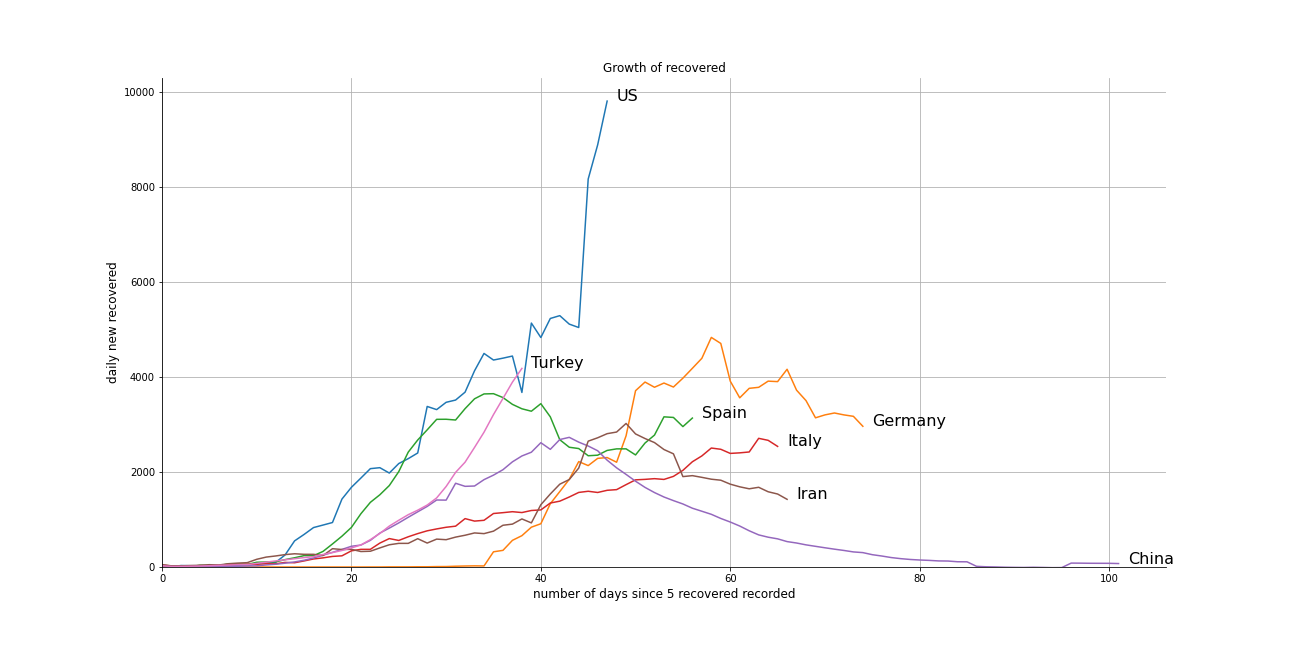 Growth of recovered
10000
8000
6000
4000
2000
0
daily new recovered
US
Turkey
Spain
Germany
Italy
Iran
China
0 20 40 60 80 100
number of days since 5 recovered recorded